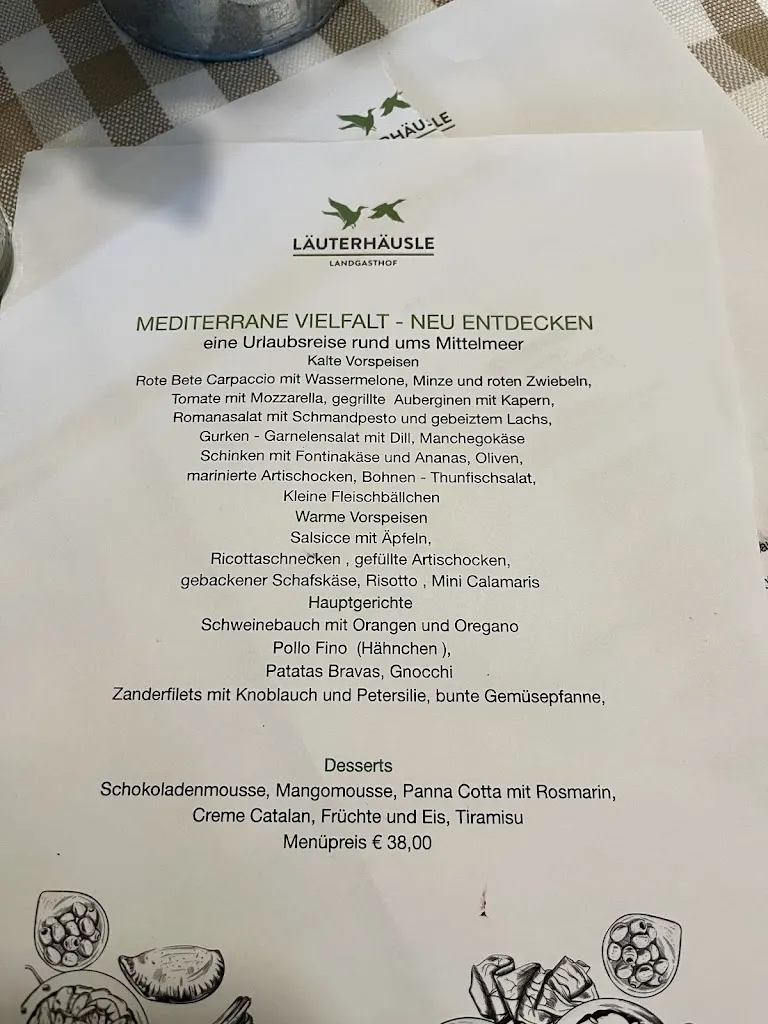 HÄUSLE
LÄUTERHÄUSLE
LANDGASTHOF
MEDITERRANE VIELFALT - NEU ENTDECKEN
eine Urlaubsreise rund ums Mittelmeer
Kalte Vorspeisen
Rote Bete Carpaccio mit Wassermelone, Minze und roten Zwiebeln,
Tomate mit Mozzarella, gegrillte Auberginen mit Kapern,
Romanasalat mit Schmandpesto und gebeiztem Lachs,
Gurken - Garnelensalat mit Dill, Manchegokäse
Schinken mit Fontinakäse und Ananas, Oliven,
marinierte Artischocken, Bohnen - Thunfischsalat,
Kleine Fleischbällchen
Warme Vorspeisen
Salsicce mit Äpfeln,
Ricottaschnecken , gefüllte Artischocken,
gebackener Schafskäse, Risotto , Mini Calamaris
Hauptgerichte
Schweinebauch mit Orangen und Oregano
Pollo Fino (Hähnchen ),
Patatas Bravas, Gnocchi
Zanderfilets mit Knoblauch und Petersilie, bunte Gemüsepfanne,
Desserts
Schokoladenmousse, Mangomousse, Panna Cotta mit Rosmarin,
Creme Catalan, Früchte und Eis, Tiramisu
Menüpreis € 38,00